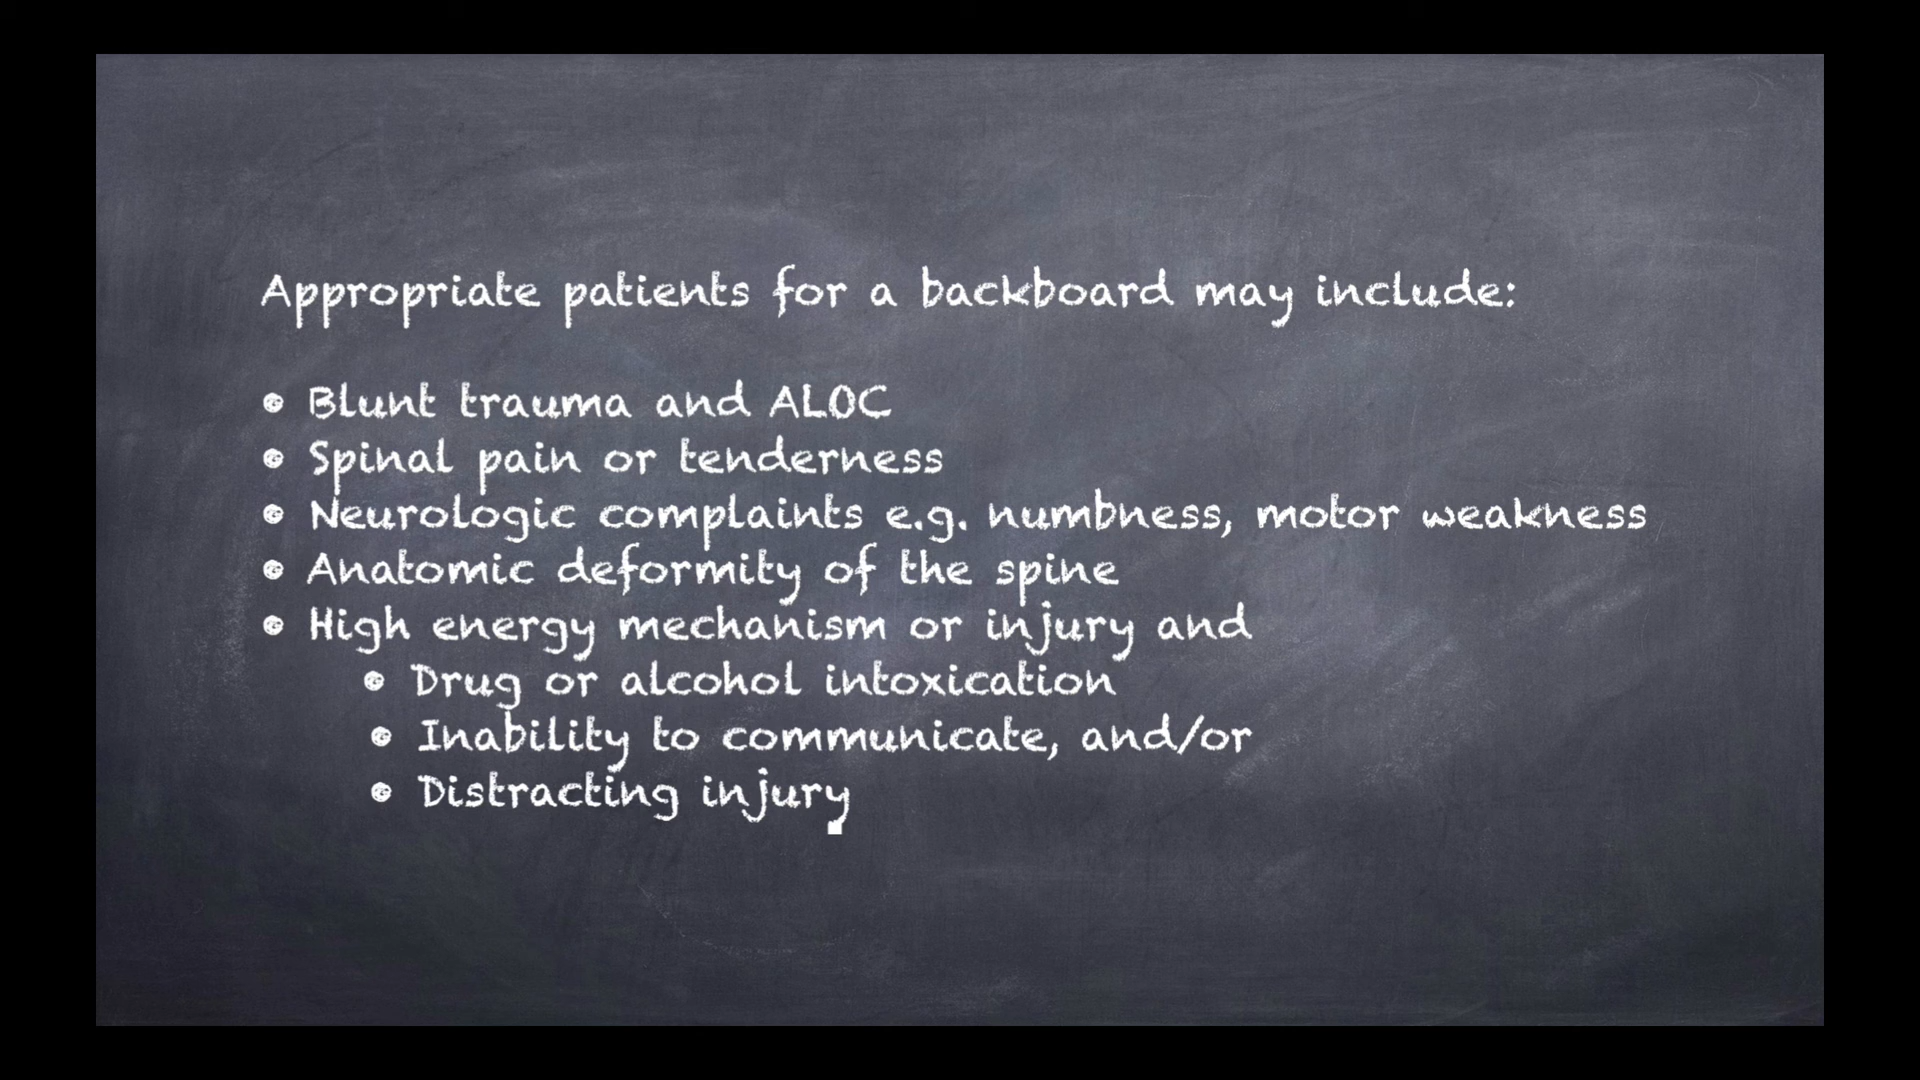 Appropriate patients for a backboard may include:
• Blunt trauma and ALOC
• Spinal pain or tenderness
• Neurologic complaints e.g. numbness, motor weakness
• Anatomic deformity of the spine
• High energy mechanism or injury and
• Drug or alcohol intoxication
• Inability to communicate, and/or
• Distracting injury